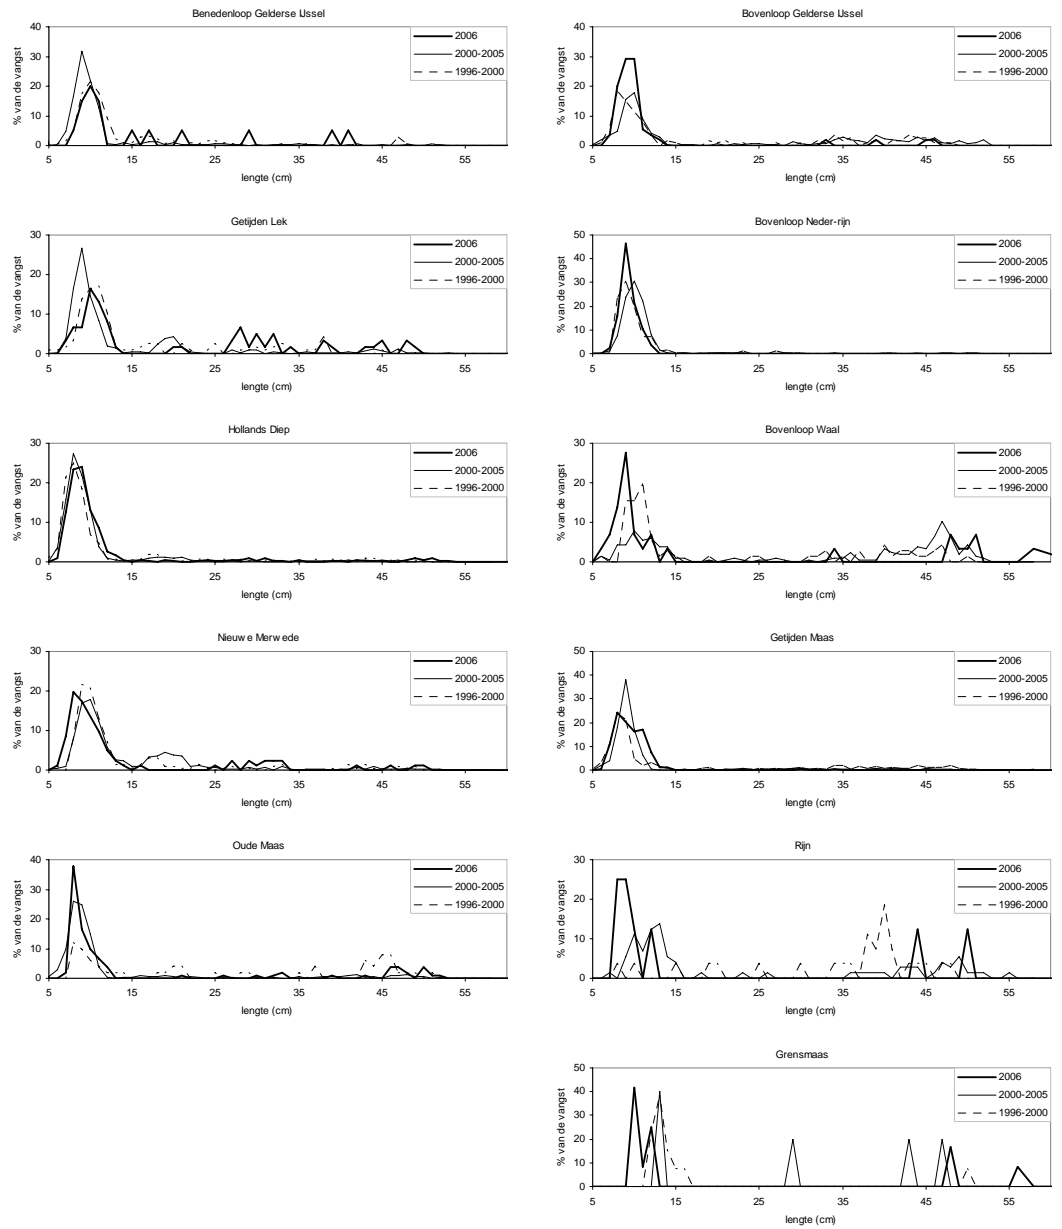 Benedenloop Gelderse IJssel
40
30
20
10
0
5 15 25 35 45 55
% van de vangst
lengte (cm)
2006
2000-2005
1996-2000
Bovenloop Gelderse IJssel
40
30
20
10
0
5 15 25 35 45 55
% van de vangst
lengte (cm)
2006
2000-2005
1996-2000
Getijden Lek
30
20
10
0
5 15 25 35 45 55
% van de vangst
lengte (cm)
2006
2000-2005
1996-2000
Bovenloop Neder-rijn
50
40
30
20
10
0
5 15 25 35 45 55
% van de vangst
lengte (cm)
2006
2000-2005
1996-2000
Hollands Diep
30
20
10
0
5 15 25 35 45 55
% van de vangst
lengte (cm)
2006
2000-2005
1996-2000
Bovenloop Waal
30
20
10
0
5 15 25 35 45 55
% van de vangst
lengte (cm)
2006
2000-2005
1996-2000
Nieuwe Merwede
30
20
10
0
5 15 25 35 45 55
% van de vangst
lengte (cm)
2006
2000-2005
1996-2000
Getijden Maas
50
40
30
20
10
0
5 15 25 35 45 55
% van de vangst
lengte (cm)
2006
2000-2005
1996-2000
Oude Maas
40
30
20
10
0
5 15 25 35 45 55
% van de vangst
lengte (cm)
2006
2000-2005
1996-2000
Rijn
30
20
10
0
5 15 25 35 45 55
% van de vangst
lengte (cm)
2006
2000-2005
1996-2000
Grensmaas
50
40
30
20
10
0
5 15 25 35 45 55
% van de vangst
lengte (cm)
2006
2000-2005
1996-2000